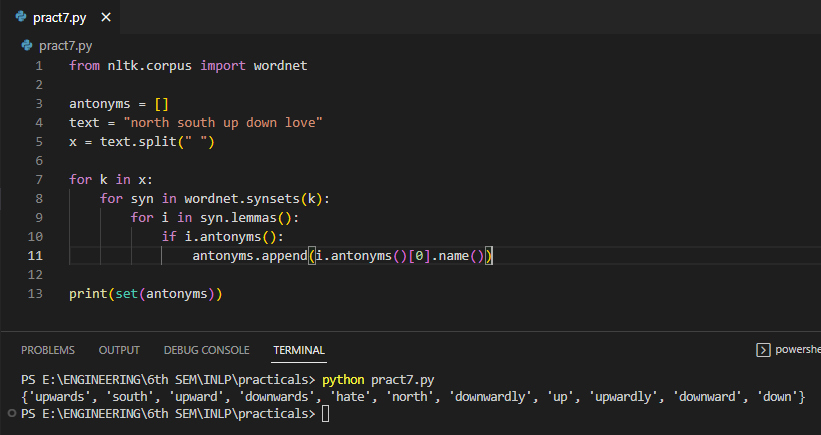 pract7.py
pract7.py
1 from nltk.corpus import wordnet
2
3 antonyms = []
4 text = "north south up down love"
5 x = text.split(" ")
6
7 for k in x:
8     for syn in wordnet.synsets(k):
9         for i in syn.lemmas():
10             if i.antonyms():
11                 antonyms.append(i.antonyms()[0].name())
12
13 print(set(antonyms))
PROBLEMS OUTPUT DEBUG CONSOLE TERMINAL powershe
PS E:\ENGINEERING\6th SEM\INLP\practicals> python pract7.py
{'upwards', 'south', 'upward', 'downwards', 'hate', 'north', 'downwardly', 'up', 'upwardly', 'downward', 'down'}
PS E:\ENGINEERING\6th SEM\INLP\practicals>